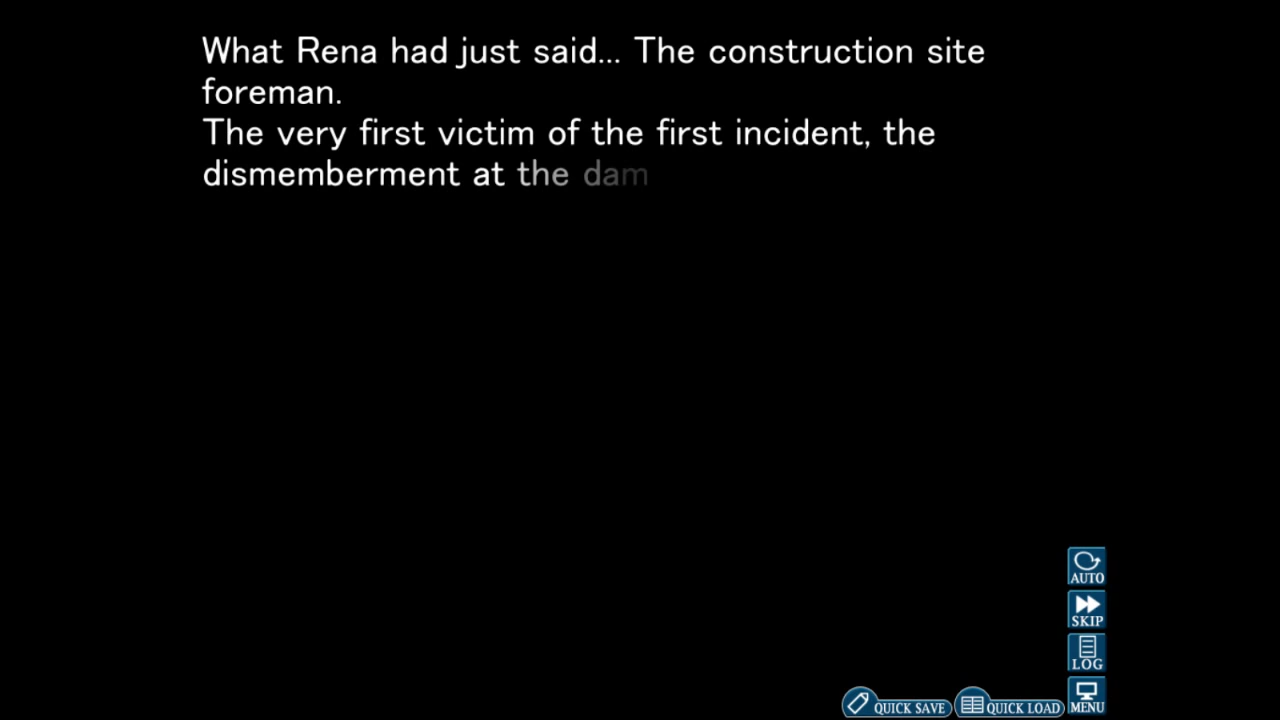 What Rena had just said... The construction site
foreman.
The very first victim of the first incident, the
dismemberment at the dam
AUTO
SKIP
LOG
MENU
QUICK SAVE
QUICK LOAD